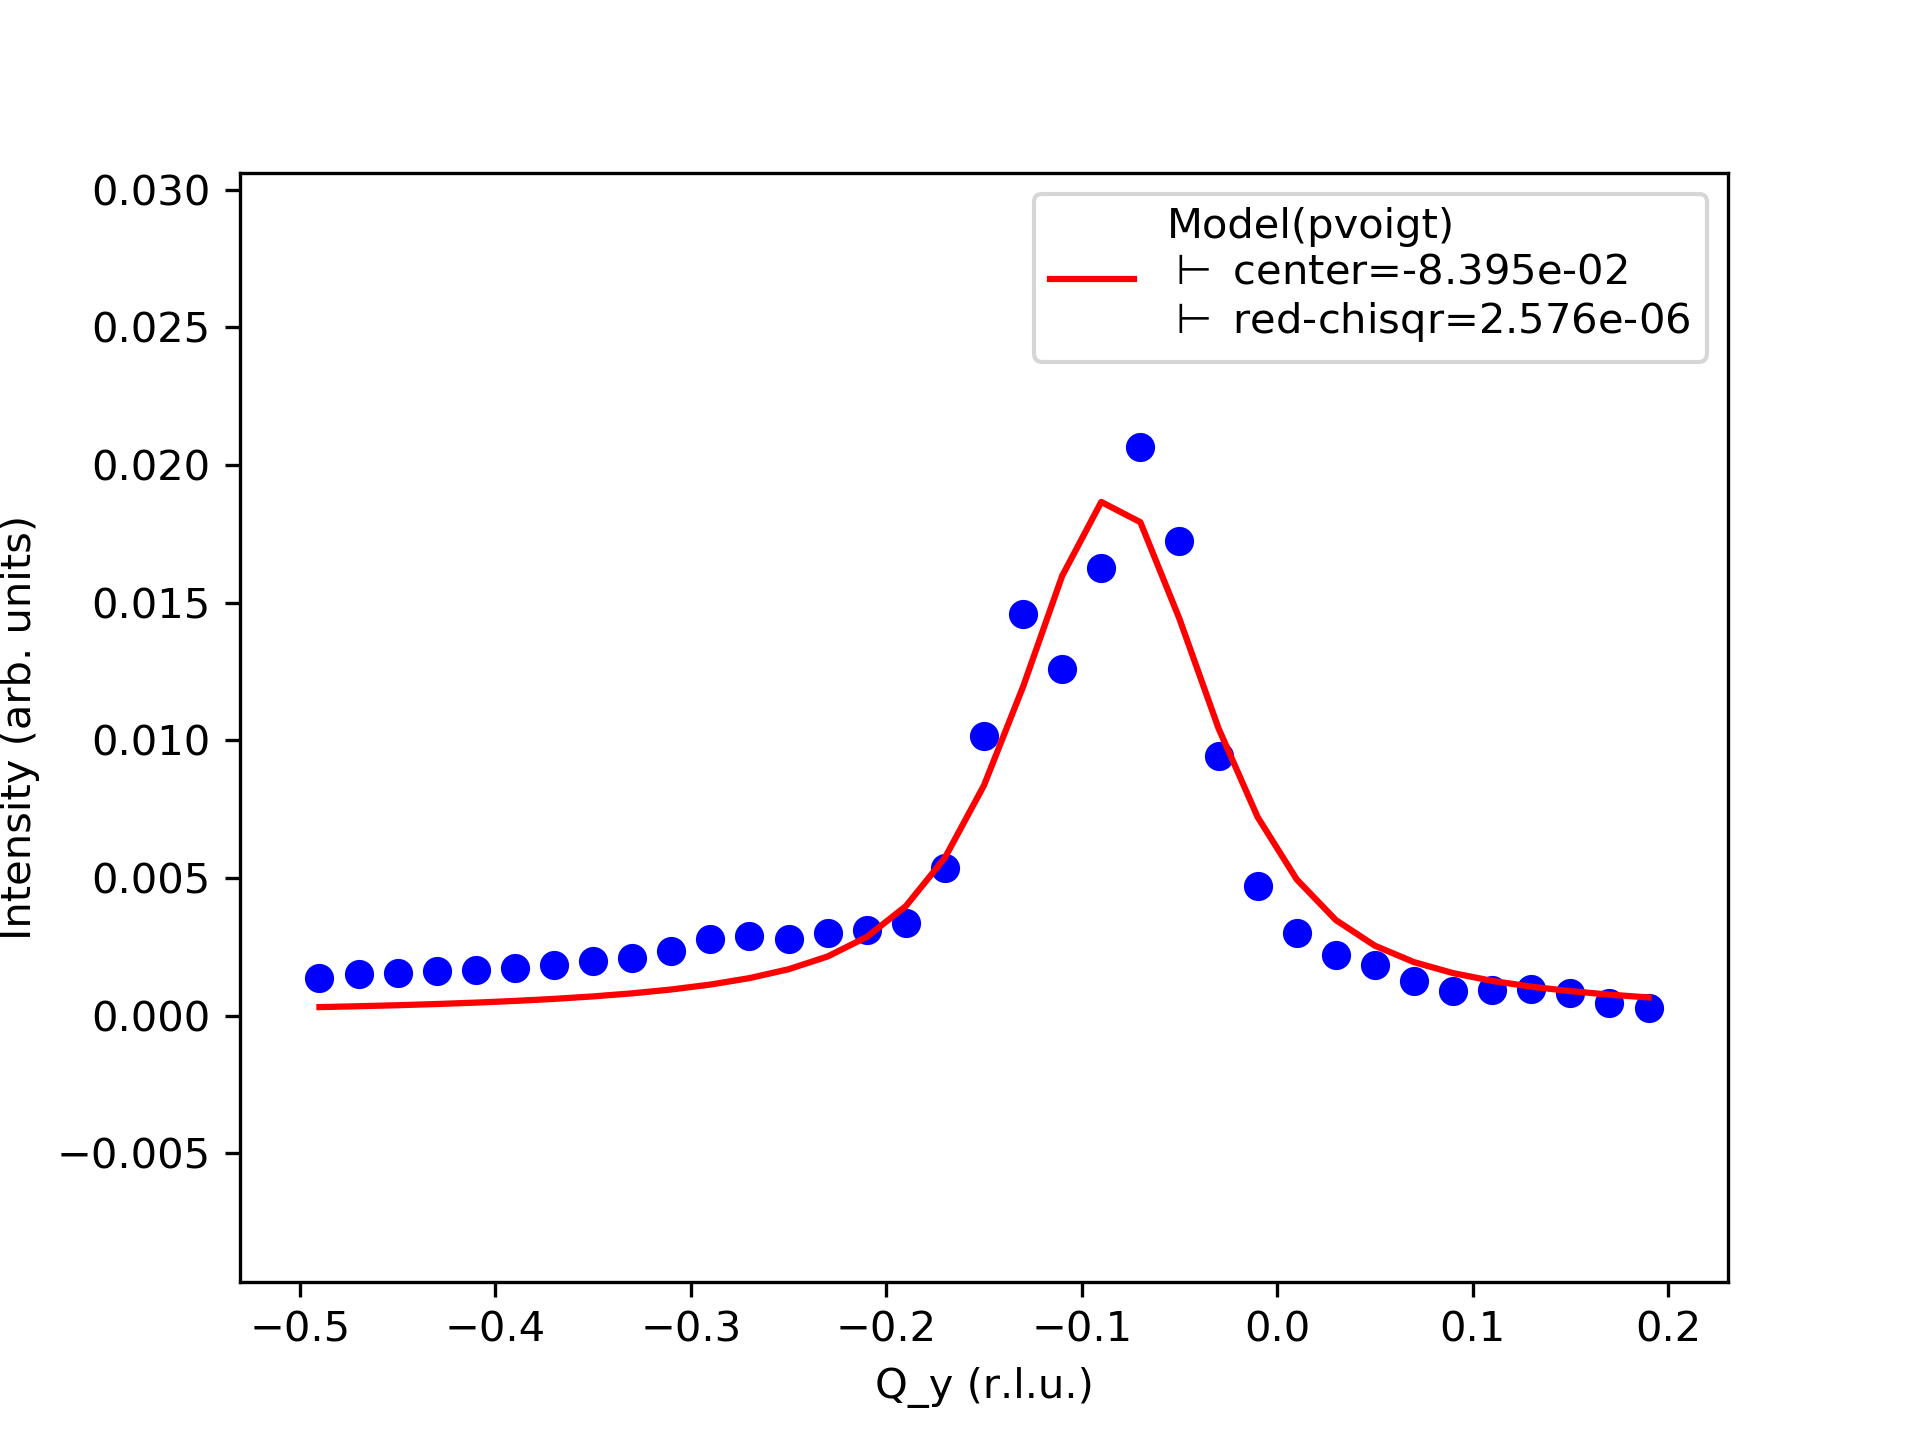 0.030
0.025
0.020
0.015
0.010
0.005
0.000
−0.005
Intensity (arb. units)
Model(pvoigt)
⊢ center=-8.395e-02
⊢ red-chisqr=2.576e-06
−0.5 −0.4 −0.3 −0.2 −0.1 0.0 0.1 0.2
Q_y (r.l.u.)